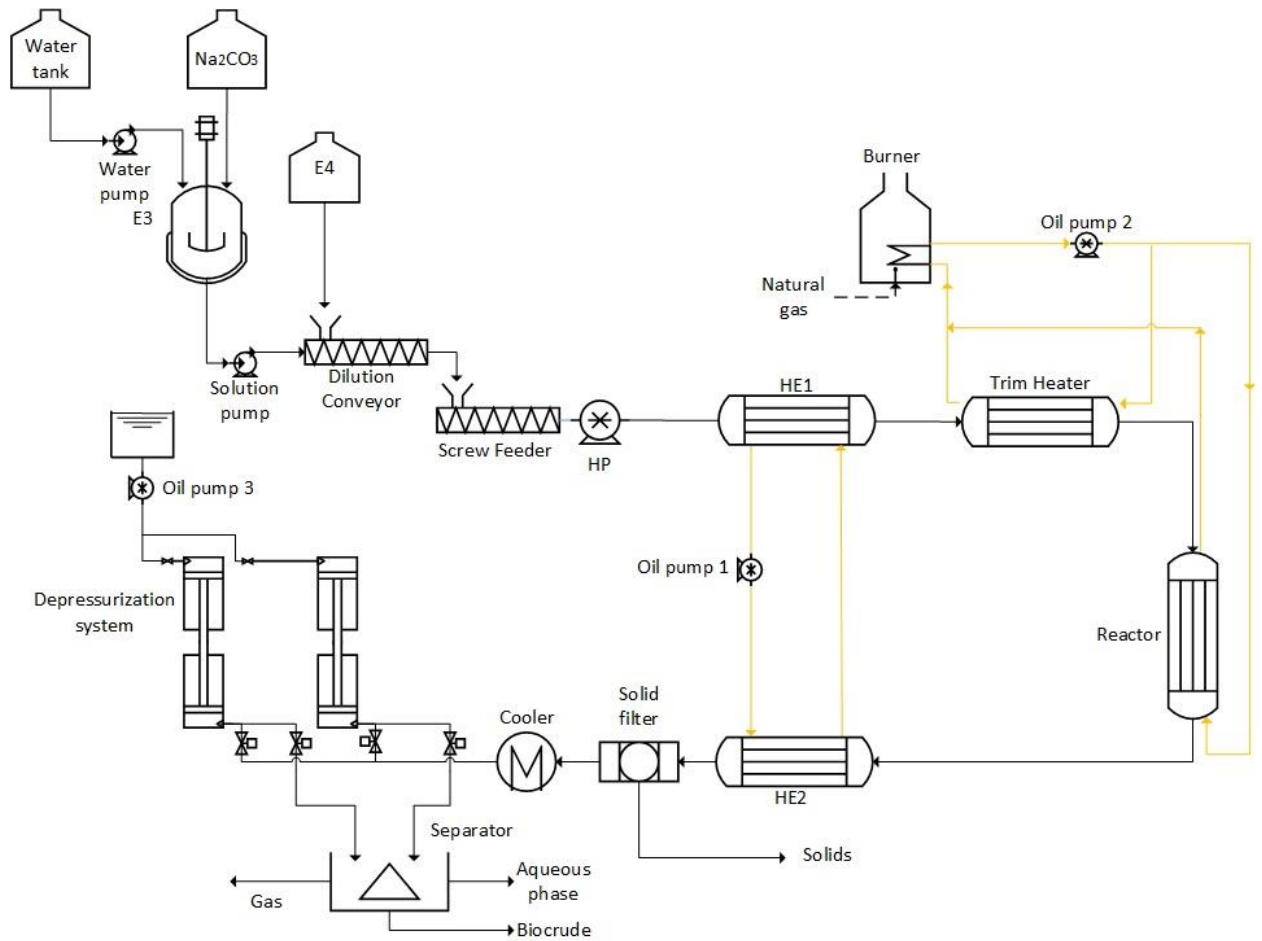 Water
tank
Na2CO3
Water
pump
E3
E4
Burner
Oil pump 2
Natural
gas
Solution
pump
Dilution
Conveyor
Screw Feeder
HP
HE1
Trim Heater
Oil pump 3
Oil pump 1
Depressurization
system
Reactor
Solid
filter
Cooler
HE2
Separator
Solids
Gas
Aqueous
phase
Biocrude